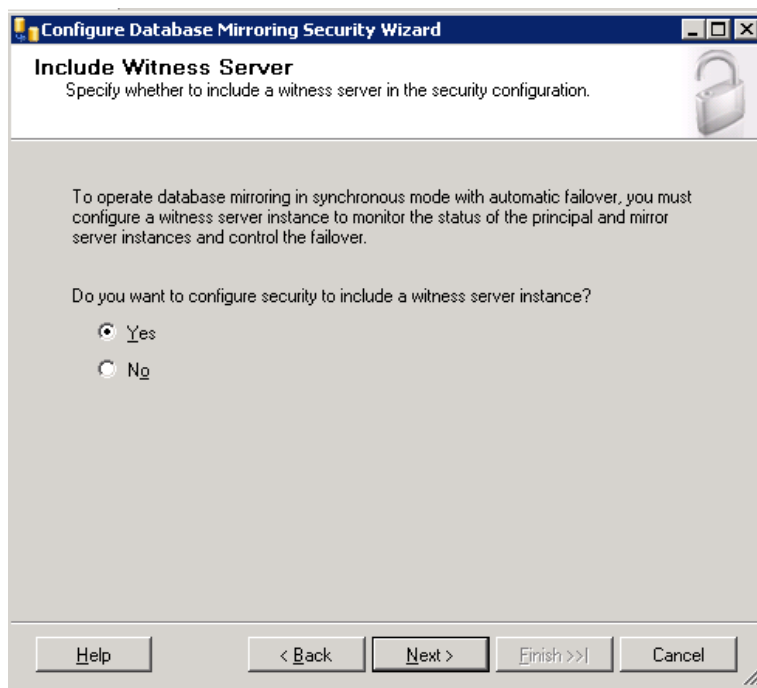 Configure Database Mirroring Security Wizard
Include Witness Server
Specify whether to include a witness server in the security configuration.
To operate database mirroring in synchronous mode with automatic failover, you must
configure a witness server instance to monitor the status of the principal and mirror
server instances and control the failover.
Do you want to configure security to include a witness server instance?
Yes
No
Help
< Back
Next >
Finish >>|
Cancel